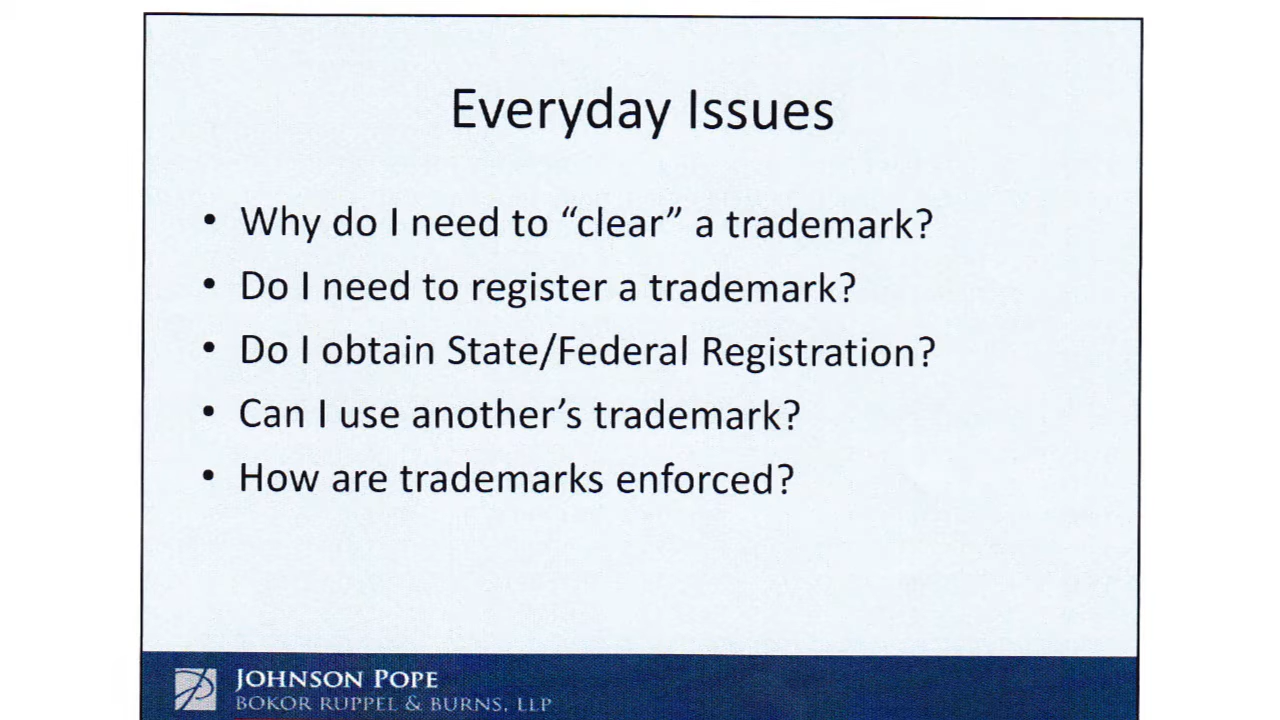 Everyday Issues
• Why do I need to “clear” a trademark?
• Do I need to register a trademark?
• Do I obtain State/Federal Registration?
• Can I use another’s trademark?
• How are trademarks enforced?
JOHNSON POPE
BOKOR RUPPEL & BURNS, LLP